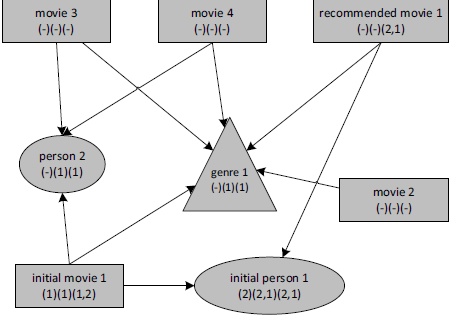 movie 3
(-)(-)(-)
movie 4
(-)(-)(-)
recommended movie 1
(-)(-)(2,1)
person 2
(-)(1)(1)
genre 1
(-)(1)(1)
movie 2
(-)(-)(-)
initial movie 1
(1)(1)(1,2)
initial person 1
(2)(2,1)(2,1)